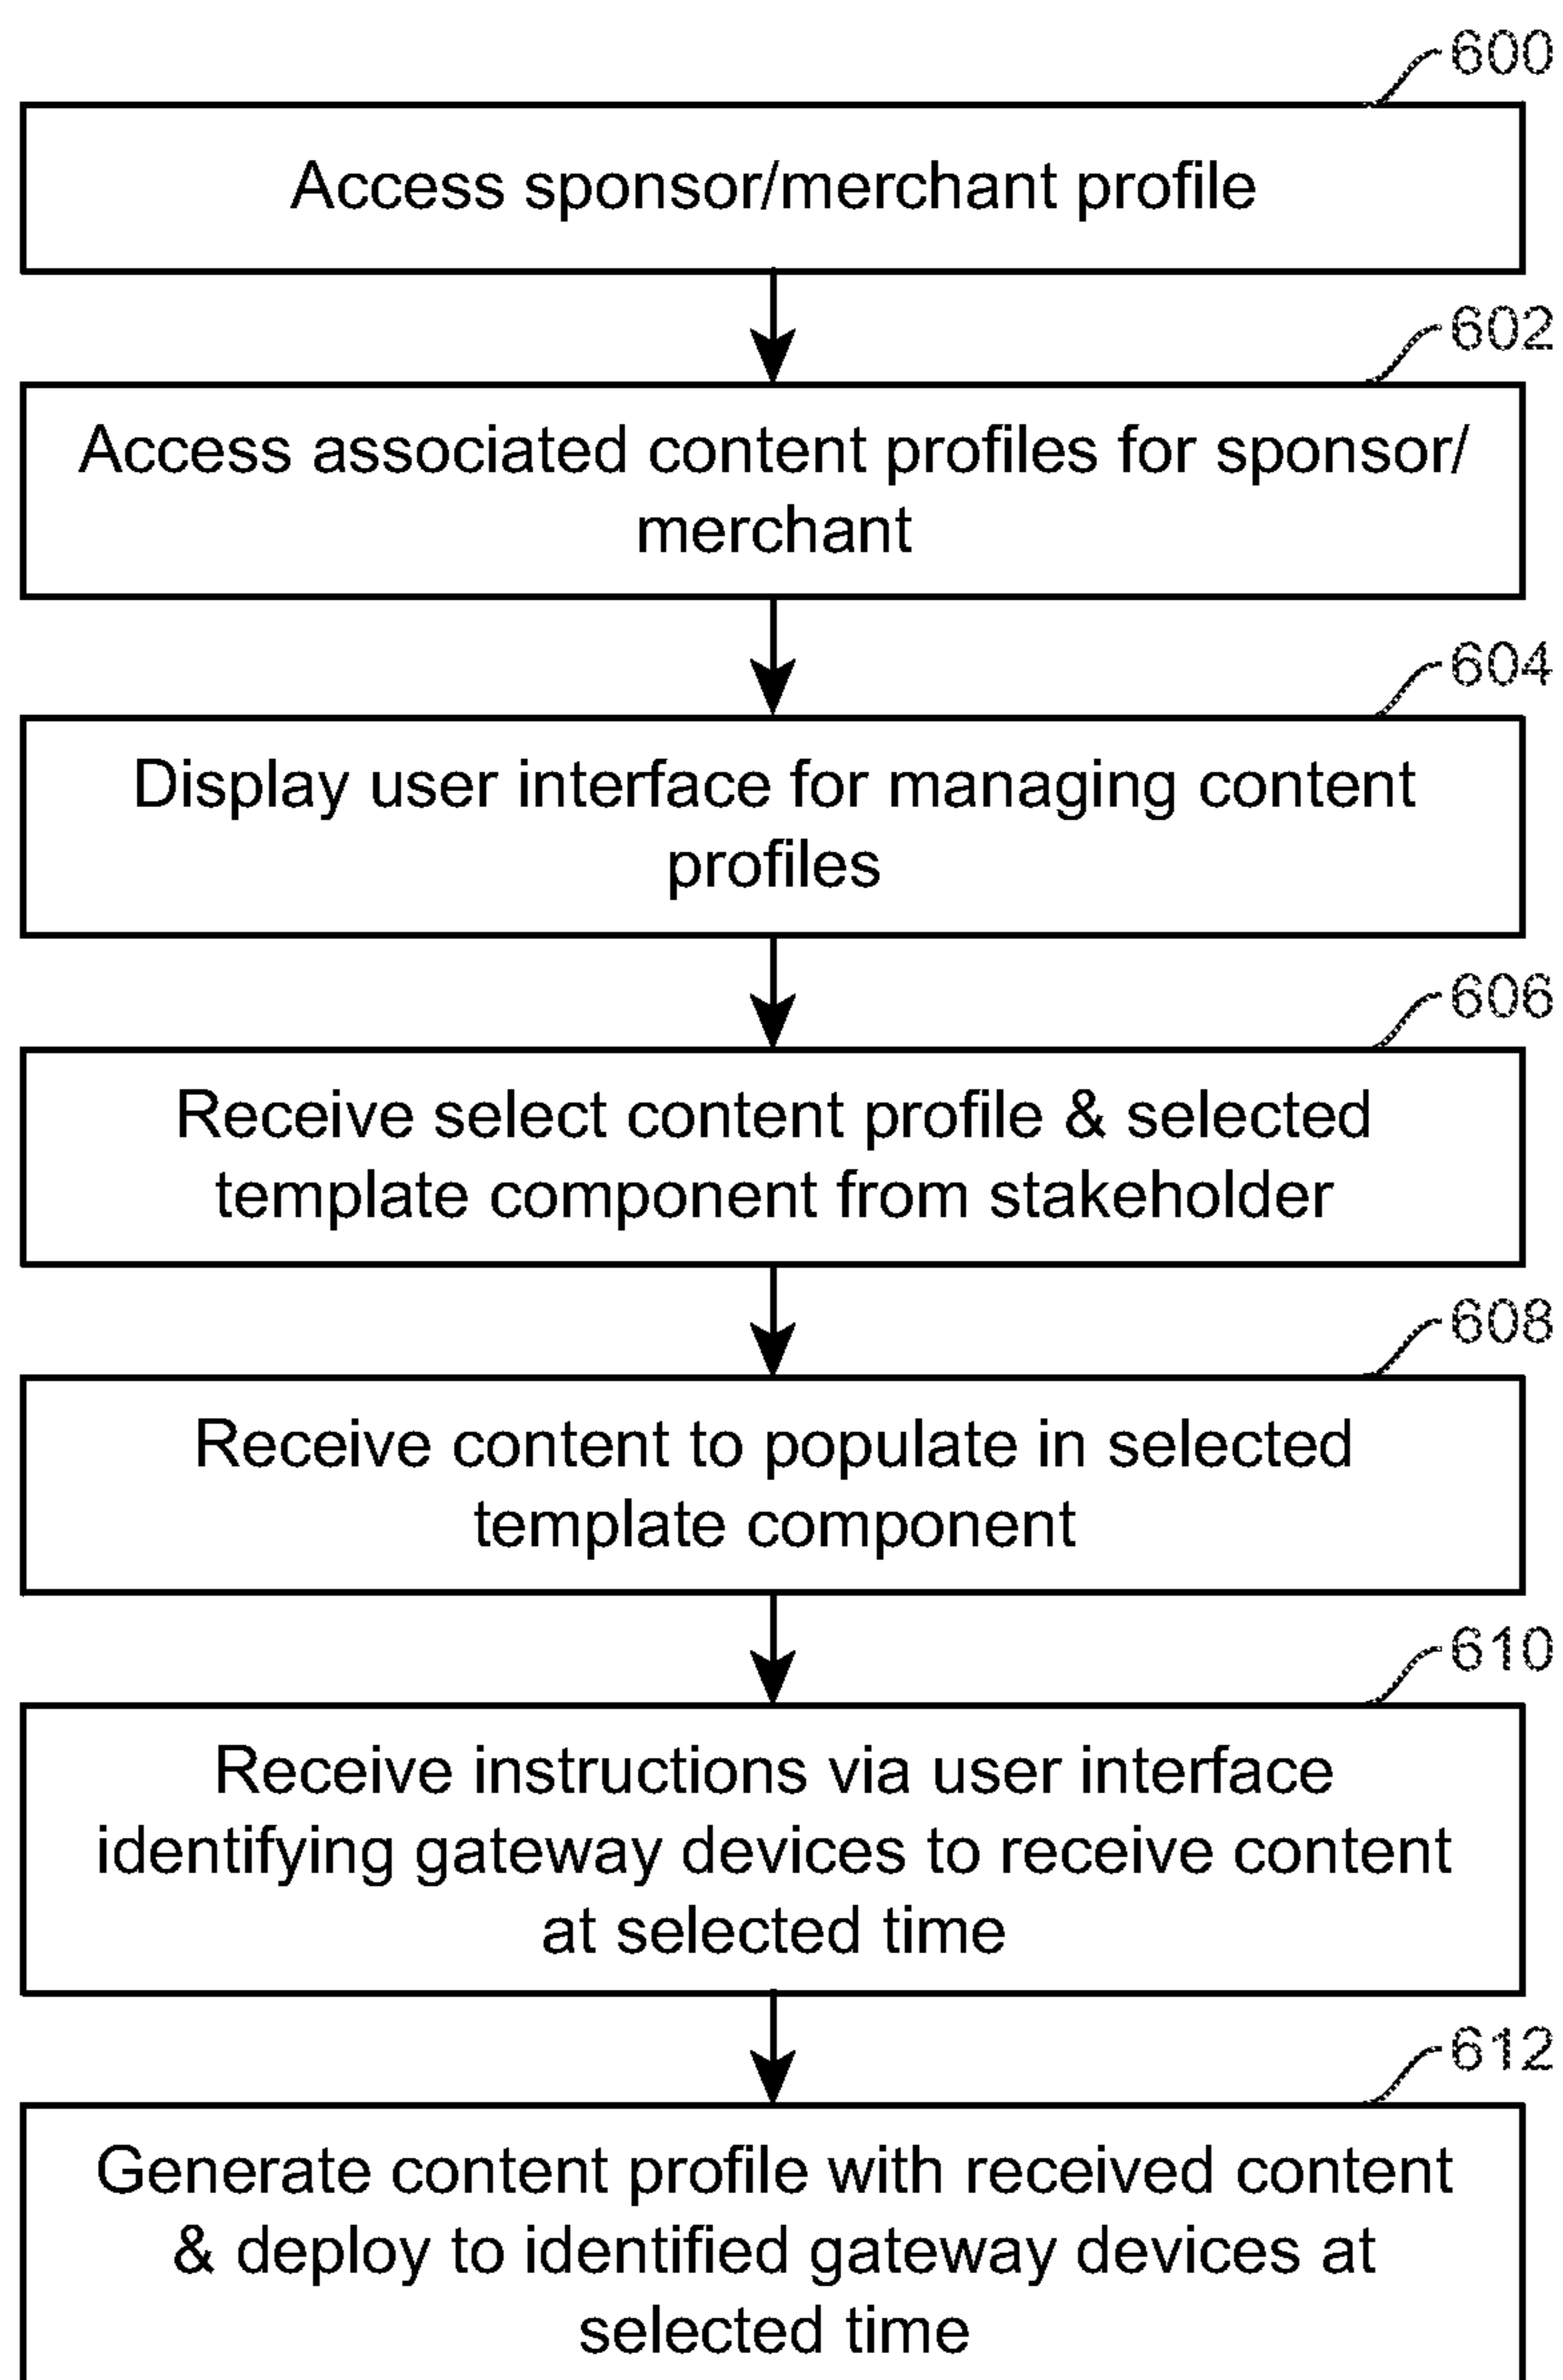 600
Access sponsor/merchant profile
602
Access associated content profiles for sponsor/
merchant
604
Display user interface for managing content
profiles
606
Receive select content profile & selected
template component from stakeholder
608
Receive content to populate in selected
template component
610
Receive instructions via user interface
identifying gateway devices to receive content
at selected time
612
Generate content profile with received content
& deploy to identified gateway devices at
selected time